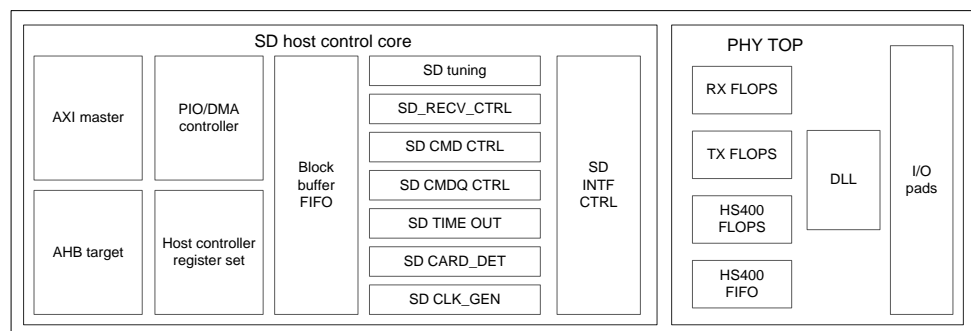 SD host control core
AXI master
PIO/DMA
controller
AHB target
Host controller
register set
Block
buffer
FIFO
SD tuning
SD_RECV_CTRL
SD CMD CTRL
SD CMDQ CTRL
SD TIME OUT
SD CARD_DET
SD CLK_GEN
SD
INTF
CTRL
PHY TOP
RX FLOPS
TX FLOPS
HS400
FLOPS
HS400
FIFO
DLL
I/O
pads